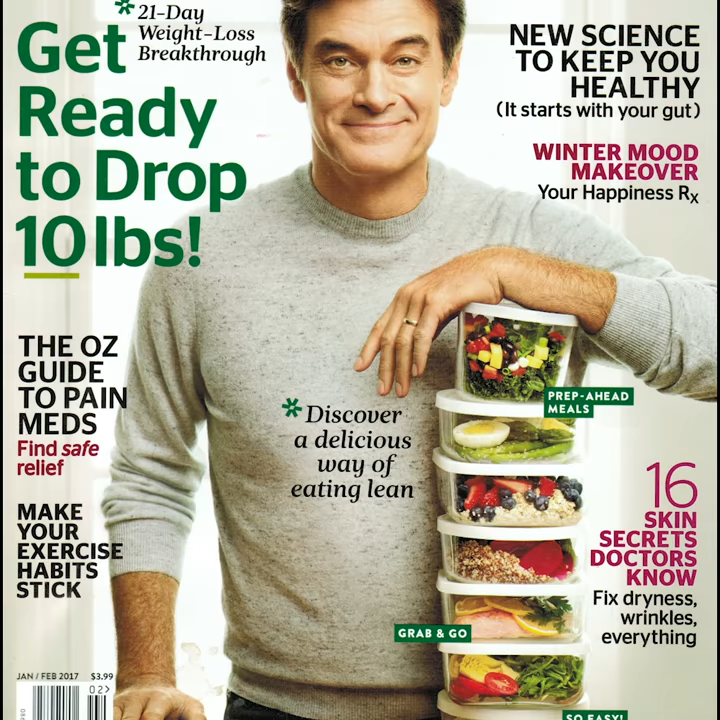 * 21-Day
Weight-Loss
Breakthrough
Get
Ready
to Drop
10 lbs!
NEW SCIENCE
TO KEEP YOU
HEALTHY
(It starts with your gut)
WINTER MOOD
MAKEOVER
Your Happiness Rx
THE OZ
GUIDE
TO PAIN
MEDS
Find safe
relief
MAKE
YOUR
EXERCISE
HABITS
STICK
* Discover
a delicious
way of
eating lean
PREP-AHEAD
MEALS
16
SKIN
SECRETS
DOCTORS
KNOW
Fix dryness,
wrinkles,
everything
GRAB & GO
SO EASY!
JAN / FEB 2017 $3.99
02>